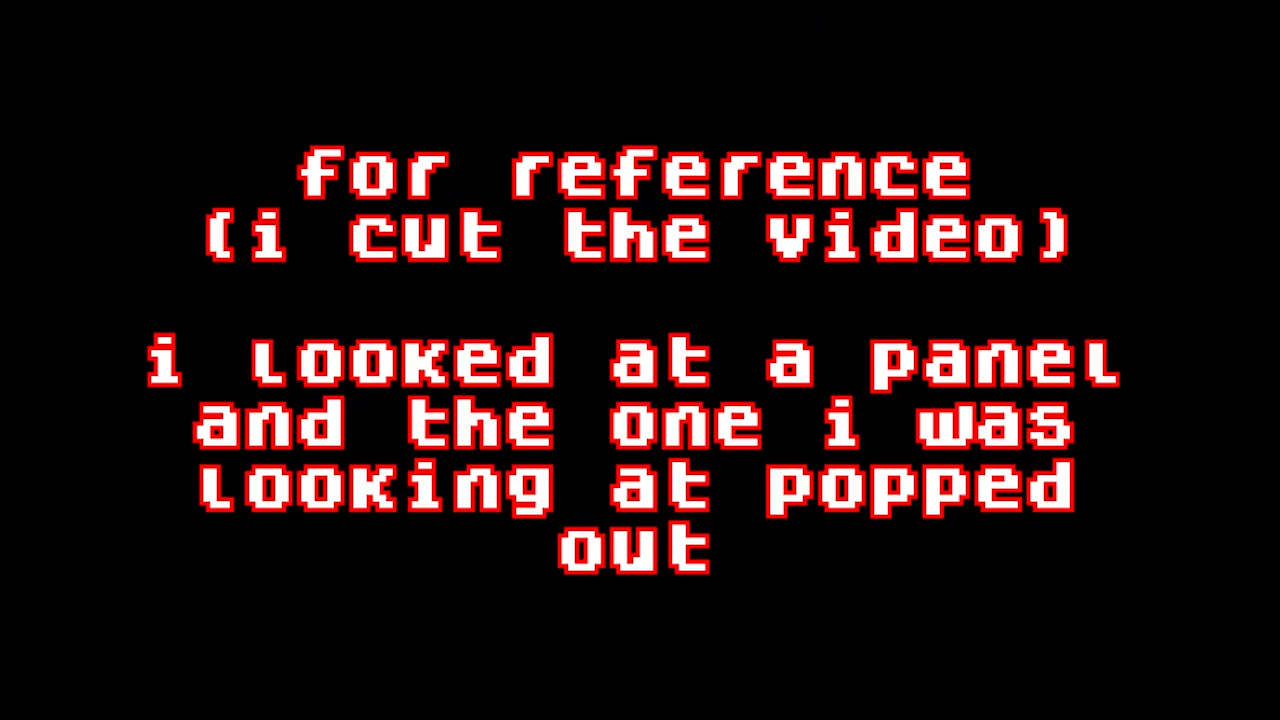 for reference
(i cut the video)
i looked at a panel
and the one i was
looking at popped
out